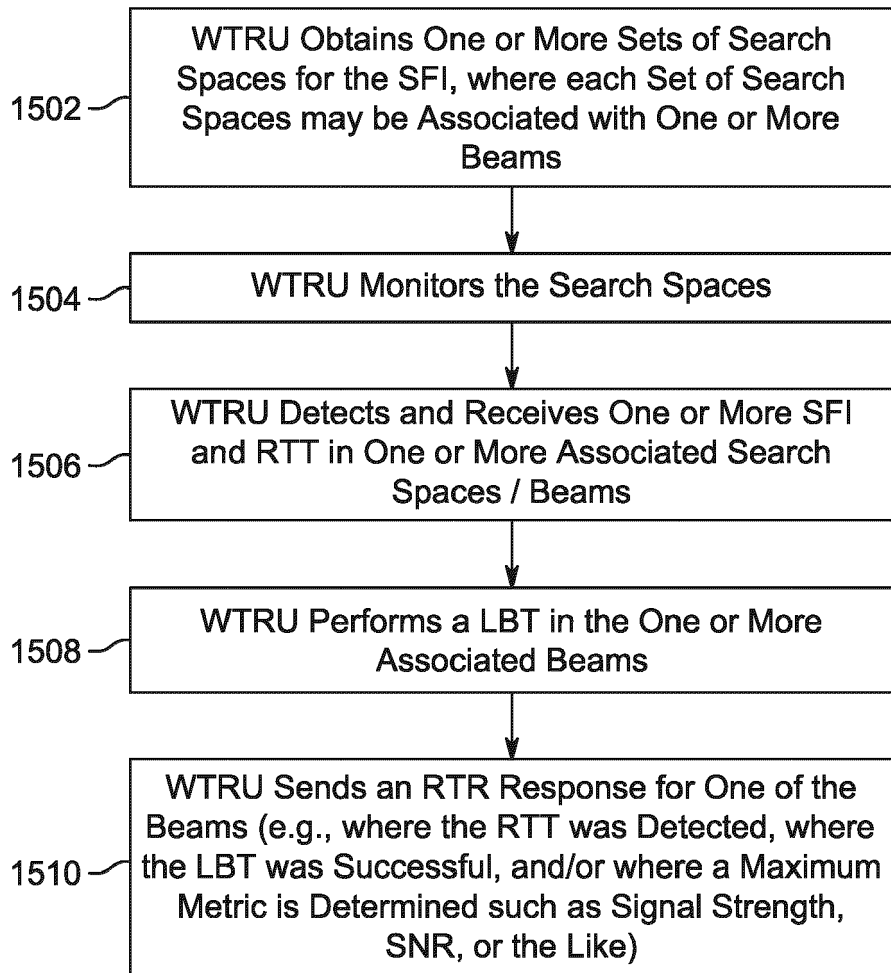 WTRU Obtains One or More Sets of Search
Spaces for the SFI, where each Set of Search
Spaces may be Associated with One or More
Beams
1502
WTRU Monitors the Search Spaces
1504
WTRU Detects and Receives One or More SFI
and RTT in One or More Associated Search
Spaces / Beams
1506
WTRU Performs a LBT in the One or More
Associated Beams
1508
WTRU Sends an RTR Response for One of the
Beams (e.g., where the RTT was Detected, where
the LBT was Successful, and/or where a Maximum
Metric is Determined such as Signal Strength,
SNR, or the Like)
1510